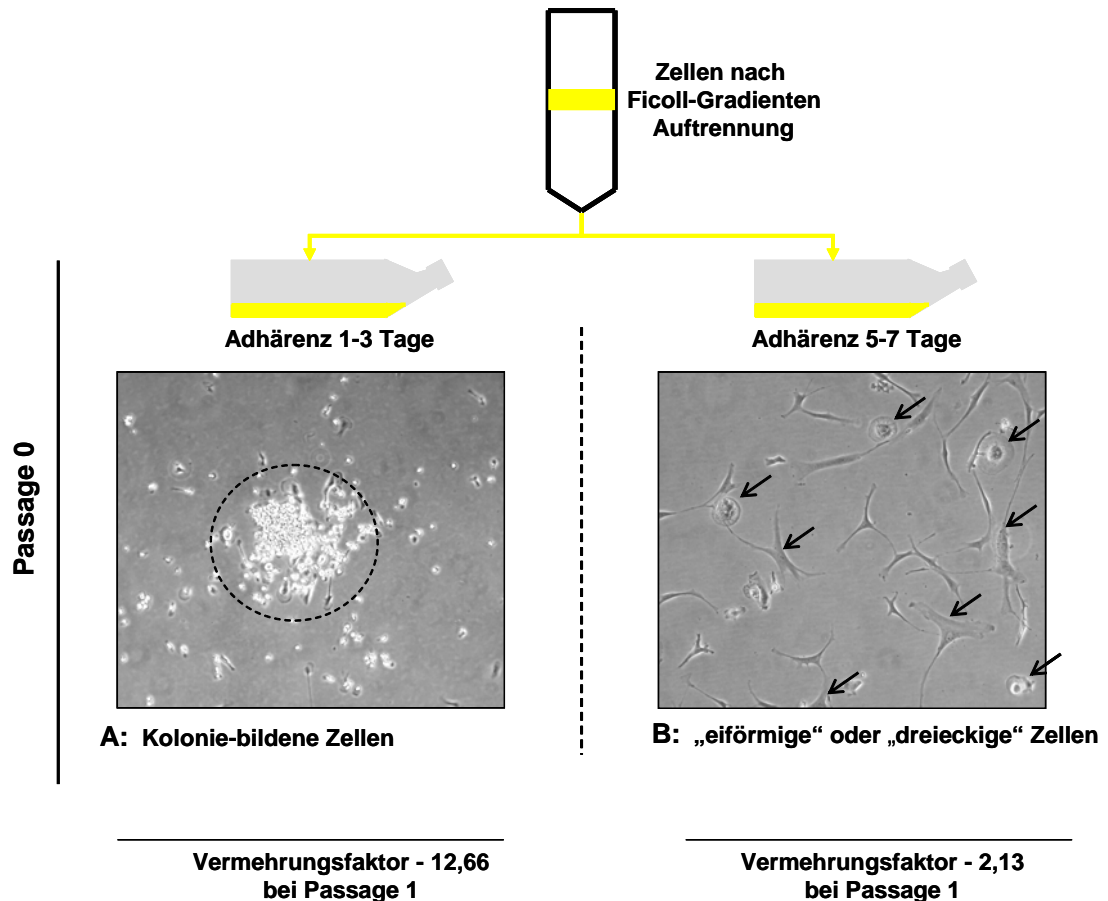 Zellen nach
Ficoll-Gradienten
Auftrennung
Adhärenz 1-3 Tage
Adhärenz 5-7 Tage
Passage 0
A: Kolonie-bildene Zellen
B: „eiförmige“ oder „dreieckige“ Zellen
Vermehrungsfaktor - 12,66
bei Passage 1
Vermehrungsfaktor - 2,13
bei Passage 1